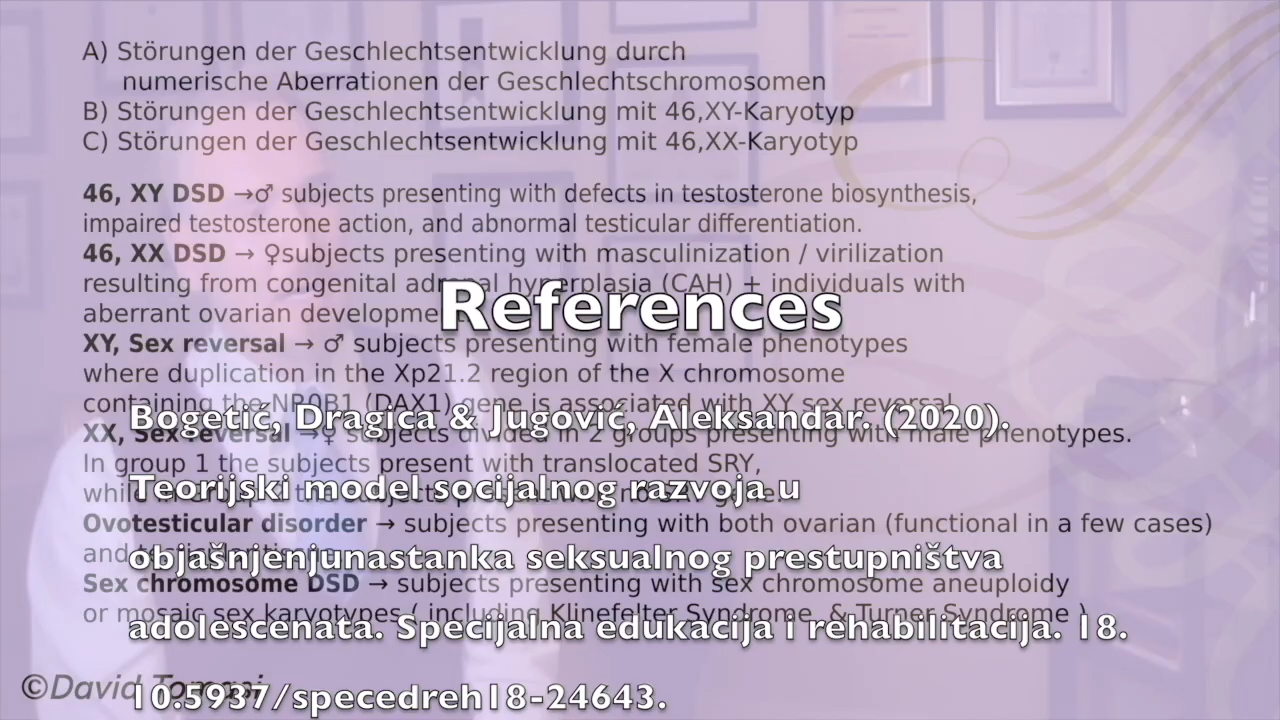 A) Störungen der Geschlechtsentwicklung durch
numerische Aberrationen der Geschlechtschromosomen
B) Störungen der Geschlechtsentwicklung mit 46,XY-Karyotyp
C) Störungen der Geschlechtsentwicklung mit 46,XX-Karyotyp
46, XY DSD →♂ subjects presenting with defects in testosterone biosynthesis,
impaired testosterone action, and abnormal testicular differentiation.
46, XX DSD → ♀subjects presenting with masculinization / virilization
resulting from congenital adrenal hyperplasia (CAH) + individuals with
aberrant ovarian
References
XY, Sex reversal → ♂ subjects presenting with female phenotypes
where duplication in the Xp21.2 region of the X chromosome
containing the NR0B1 (DAX1) gene is associated with XY sex reversal
Bogetić, Dragica & Jugović, Aleksandar. (2020).
XX, Sex reversal →♀ subjects divided in 2 groups presenting with male phenotypes.
In group 1 the subjects present with translocated SRY,
Teorijski model socijalnog razvoja u
Ovotesticular disorder → subjects presenting with both ovarian (functional in a few cases)
objašnjenjunastanka seksualnog prestupništva
Sex chromosome DSD → subjects presenting with sex chromosome aneuploidy
or mosaic sex karyotypes ( including Klinefelter Syndrome & Turner Syndrome )
adolescenata. Specijalna edukacija i rehabilitacija. 18.
©David Tomasi
10.5937/specedreh18-24643.